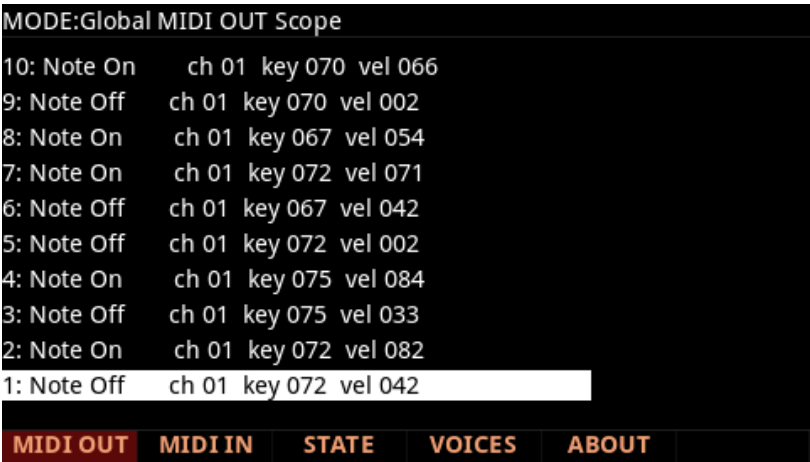 MODE:Global MIDI OUT Scope
10: Note On ch 01 key 070 vel 066
9: Note Off ch 01 key 070 vel 002
8: Note On ch 01 key 067 vel 054
7: Note On ch 01 key 072 vel 071
6: Note Off ch 01 key 067 vel 042
5: Note Off ch 01 key 072 vel 002
4: Note On ch 01 key 075 vel 084
3: Note Off ch 01 key 075 vel 033
2: Note On ch 01 key 072 vel 082
1: Note Off ch 01 key 072 vel 042
MIDI OUT MIDI IN STATE VOICES ABOUT